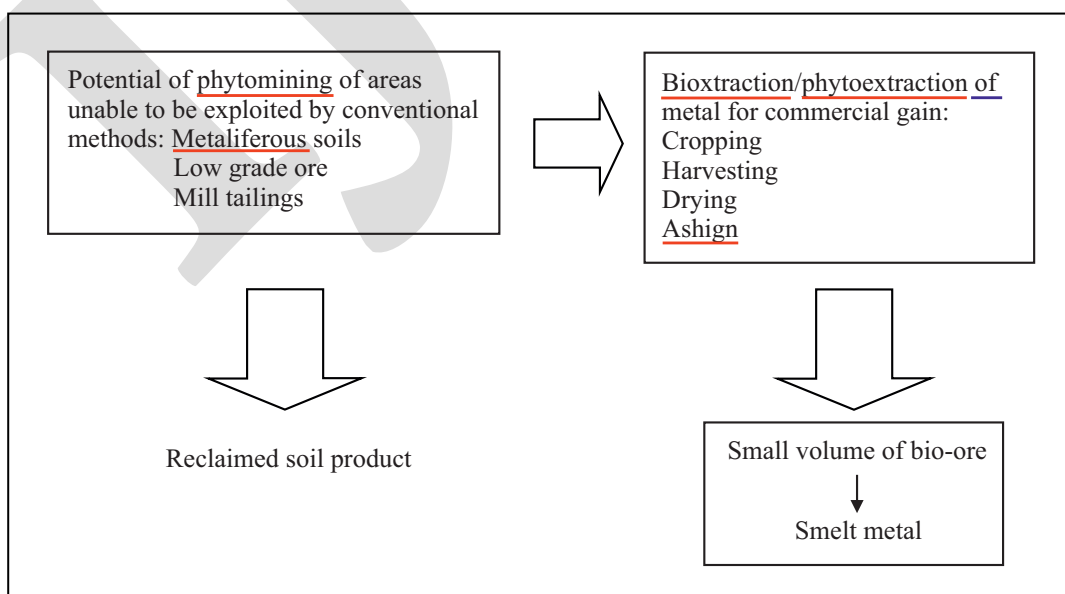 Potential of phytomining of areas
unable to be exploited by conventional
methods: Metaliferous soils
Low grade ore
Mill tailings
Bioxtraction/phytoextraction of
metal for commercial gain:
Cropping
Harvesting
Drying
Ashign
Reclaimed soil product
Small volume of bio-ore
Smelt metal